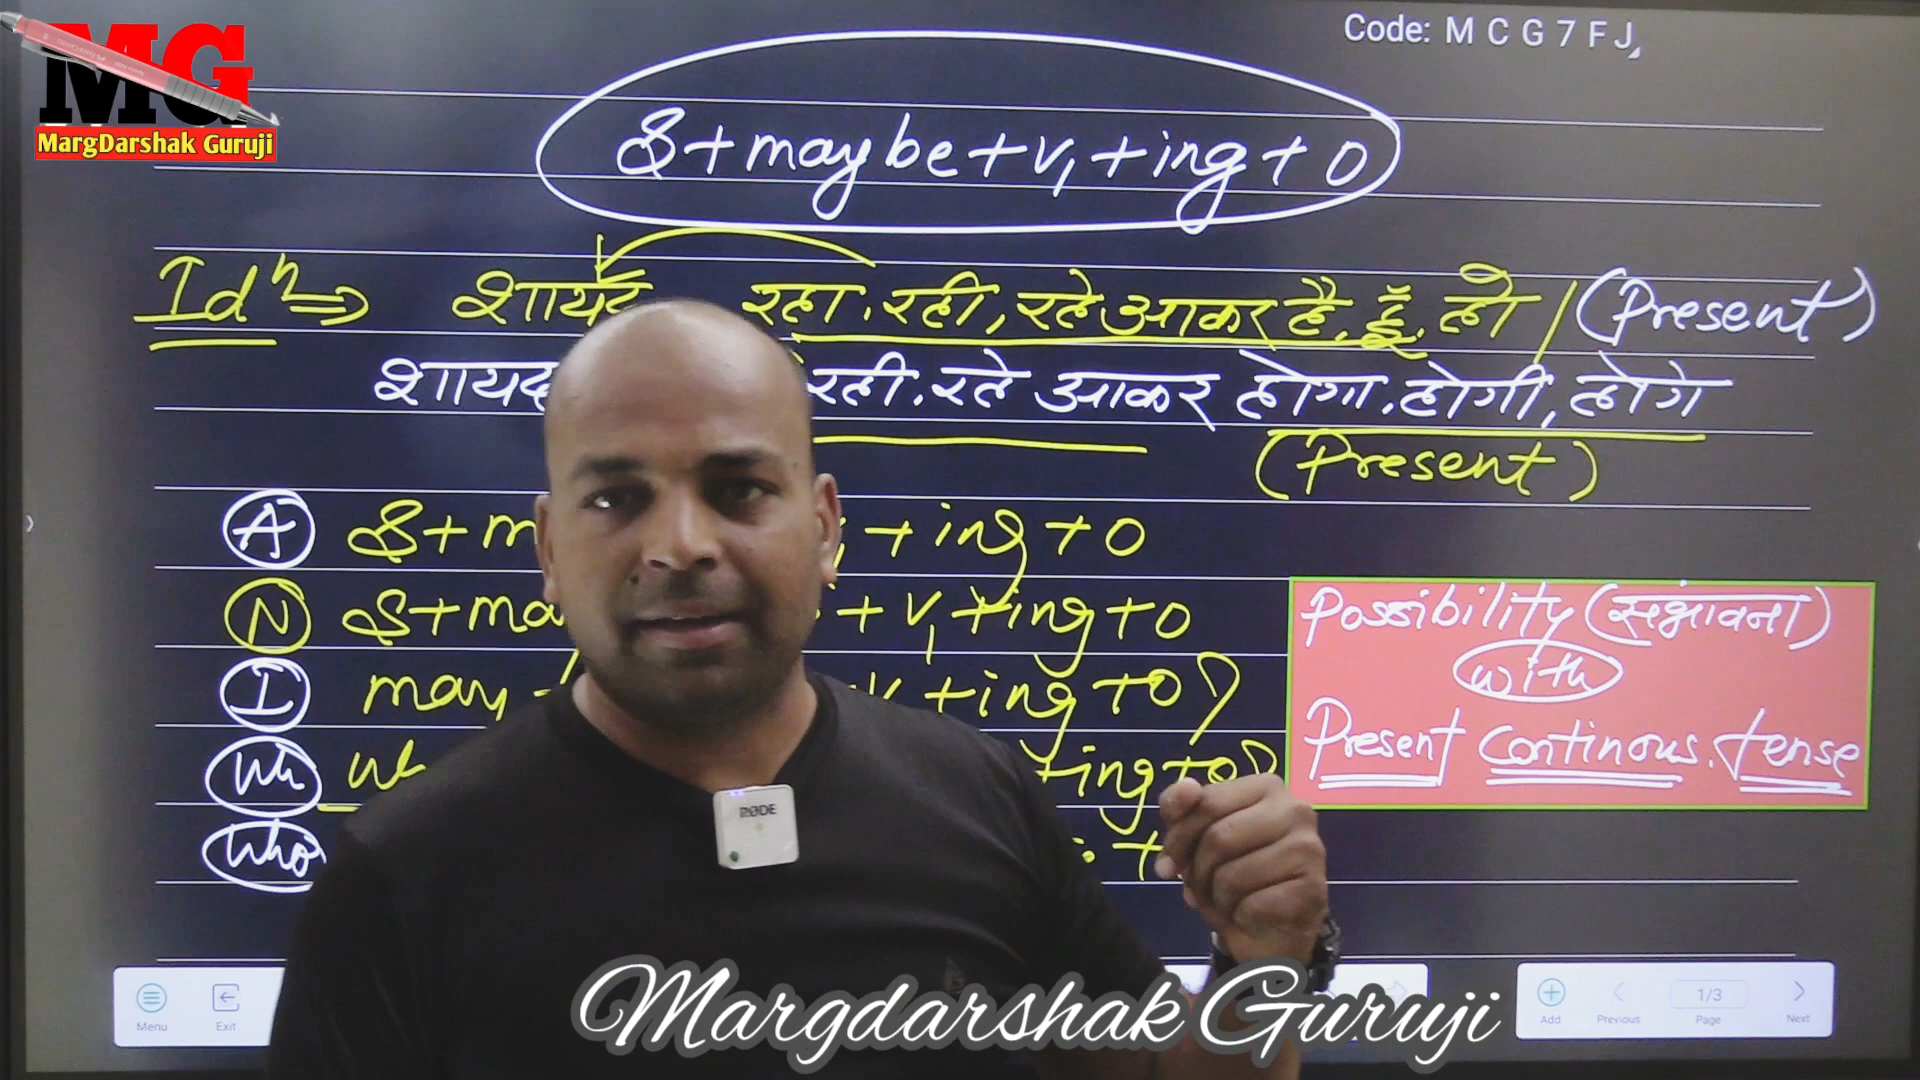 Code: M C G 7 F J
MG
MargDarshak Guruji
S + may be + V1 + ing + O
Idn ⇒ शायद रहा, रही, रहे आकर है, हूँ, हो / (Present)
शायद रही, रहे आकर होगा, होगी, होगे
(Present)
A S + + ing + O
N S + + V1 + ing + O
I may + + ing + O?
Wh + ing + O?
Who
Possibility (संभावना)
with
Present Continous tense
RØDE
Margdarshak Guruji
Menu Exit
Add Previous 1/3 Page Next